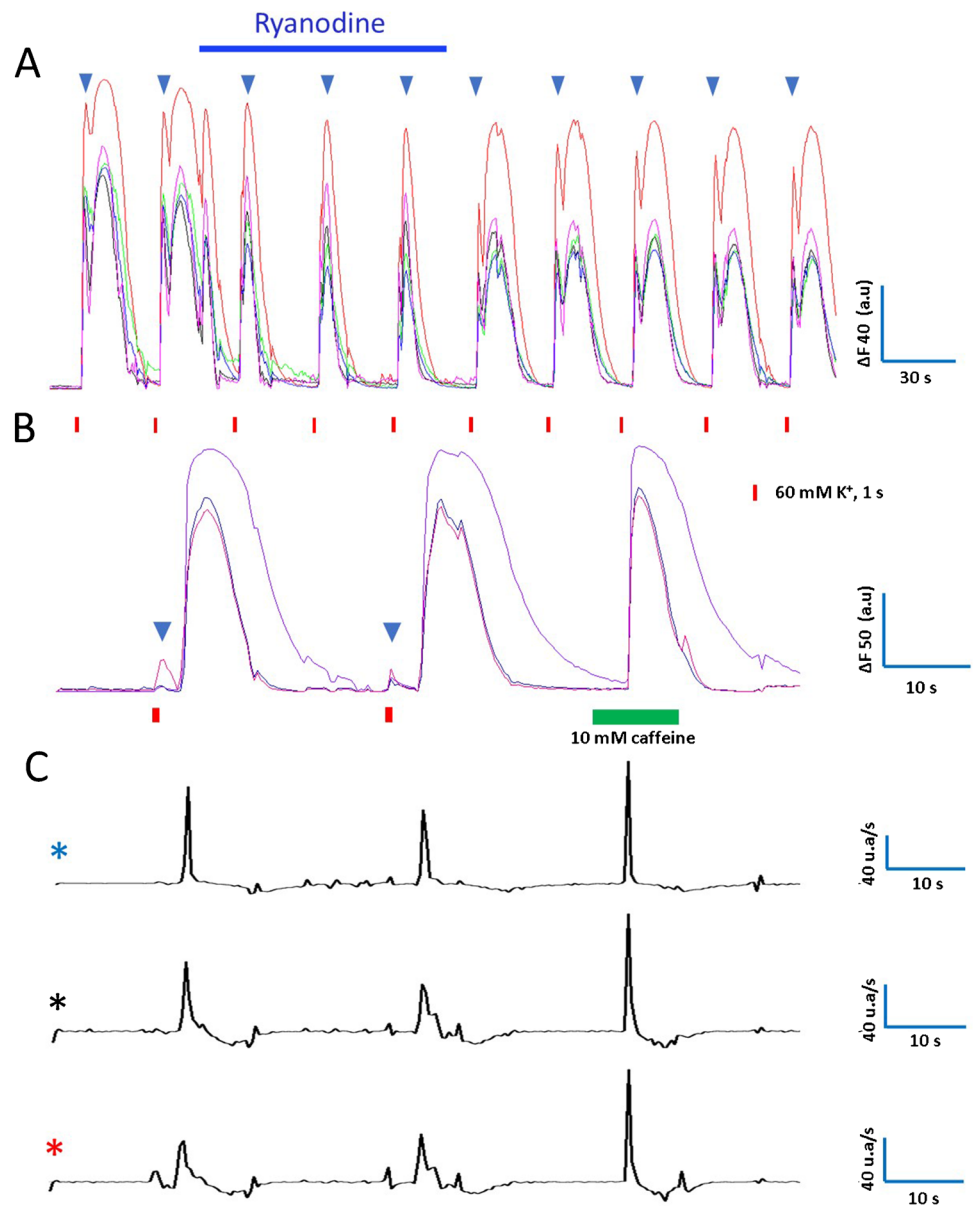 Ryanodine
A
ΔF 40 (a.u)
30 s
B
60 mM K⁺, 1 s
ΔF 50 (a.u)
10 s
10 mM caffeine
C
*
40 u.a/s
10 s
*
40 u.a/s
10 s
*
40 u.a/s
10 s